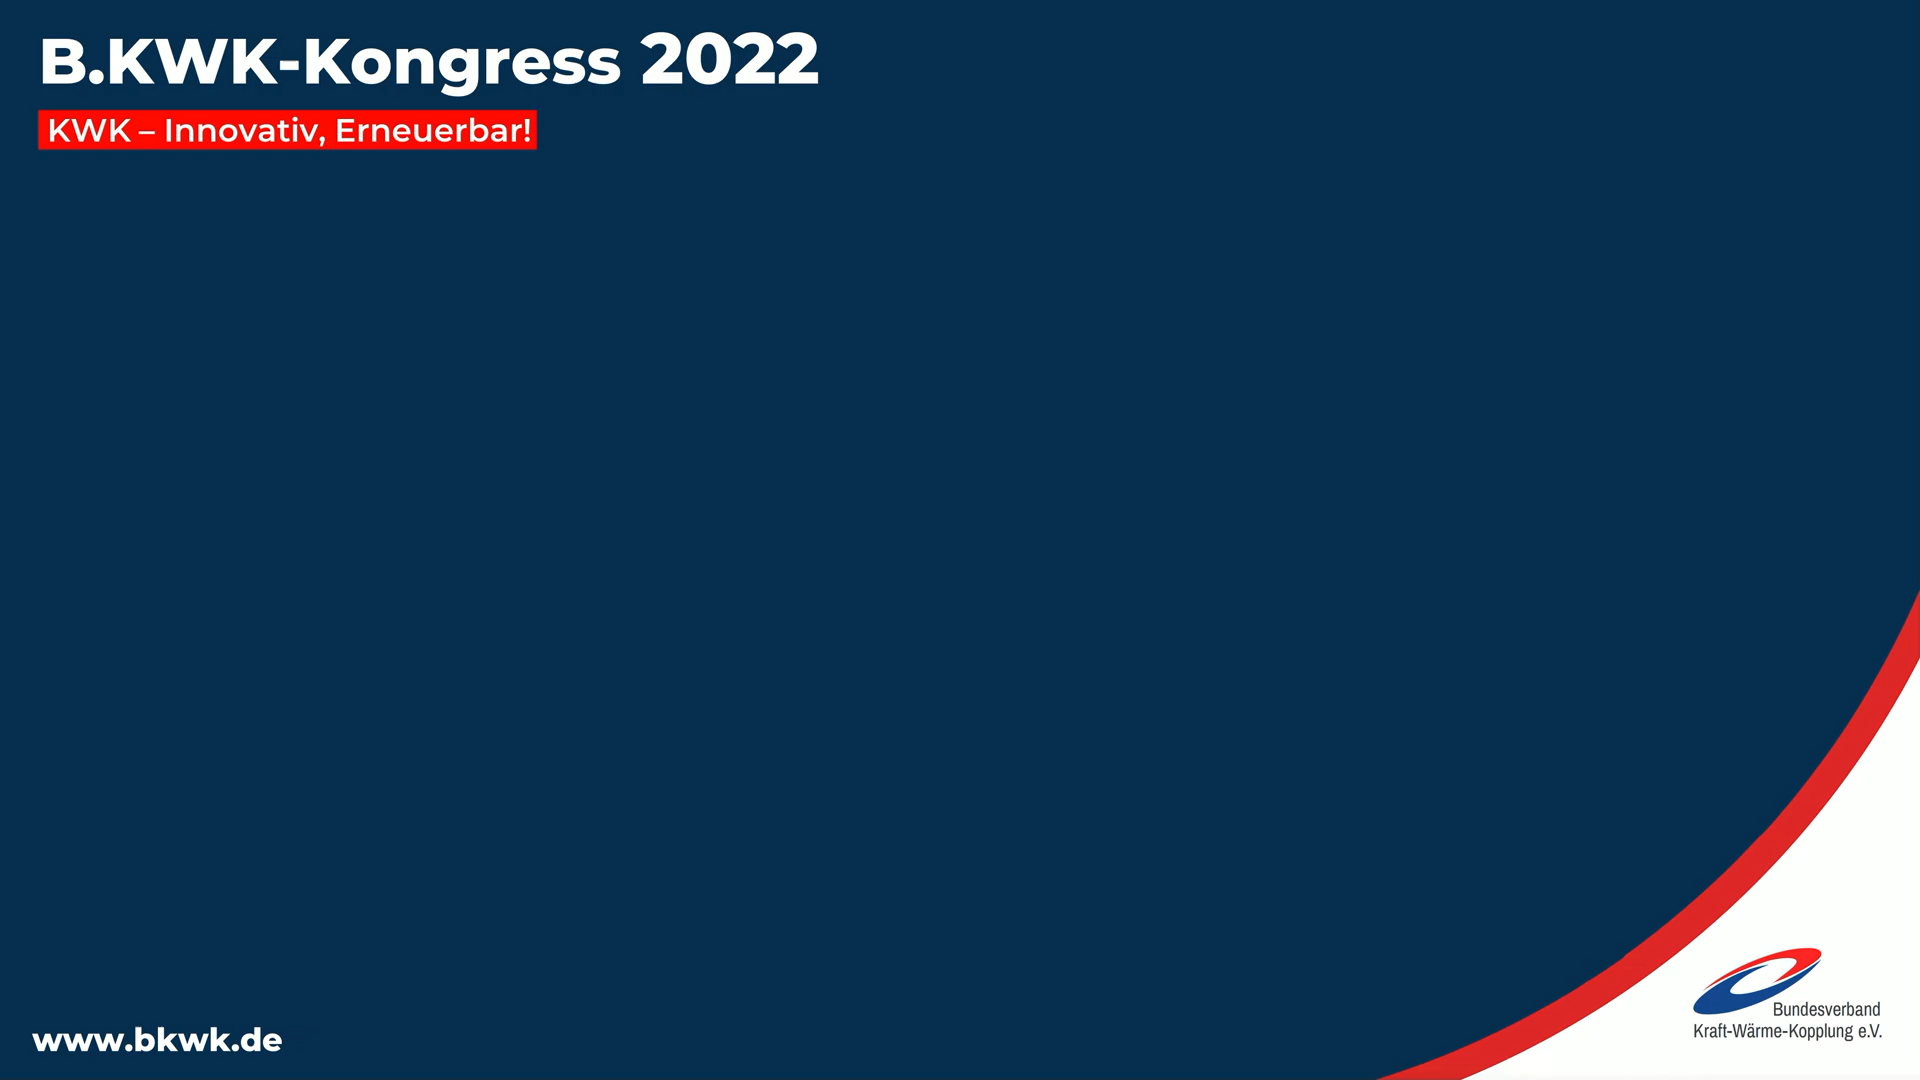 B.KWK-Kongress 2022
KWK – Innovativ, Erneuerbar!
www.bkwk.de
Bundesverband
Kraft-Wärme-Kopplung e.V.